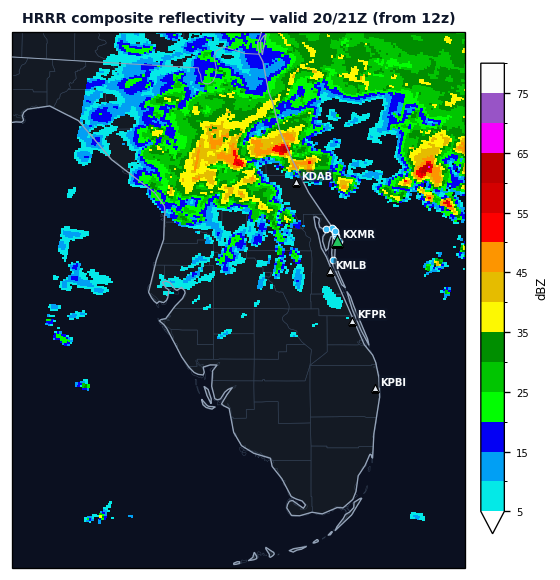 HRRR composite reflectivity — valid 20/21Z (from 12z)
KDAB
KXMR
KMLB
KFPR
KPBI
75
65
55
45
35
25
15
5
dBZ